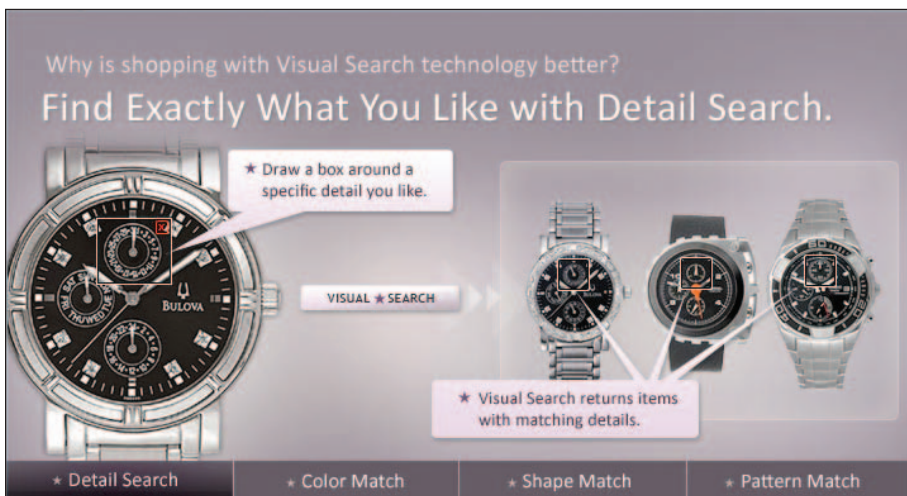 Why is shopping with Visual Search technology better?
Find Exactly What You Like with Detail Search.
★ Draw a box around a
specific detail you like.
BULOVA
VISUAL ★ SEARCH
★ Visual Search returns items
with matching details.
★ Detail Search
★ Color Match
★ Shape Match
★ Pattern Match